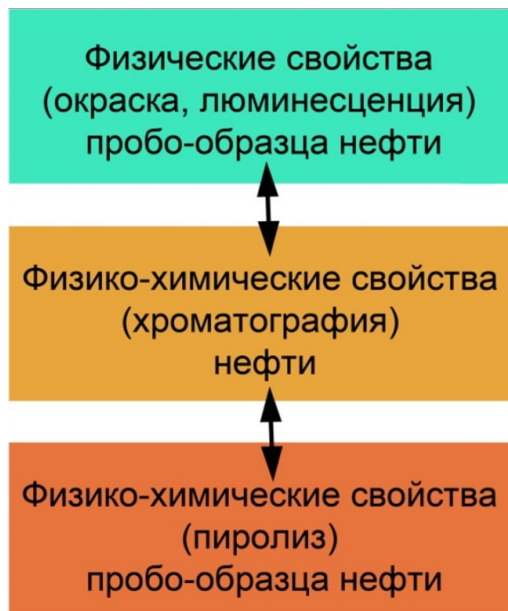 Физические свойства
(окраска, люминесценция)
пробо-образца нефти
Физико-химические свойства
(хроматография)
нефти
Физико-химические свойства
(пиролиз)
пробо-образца нефти